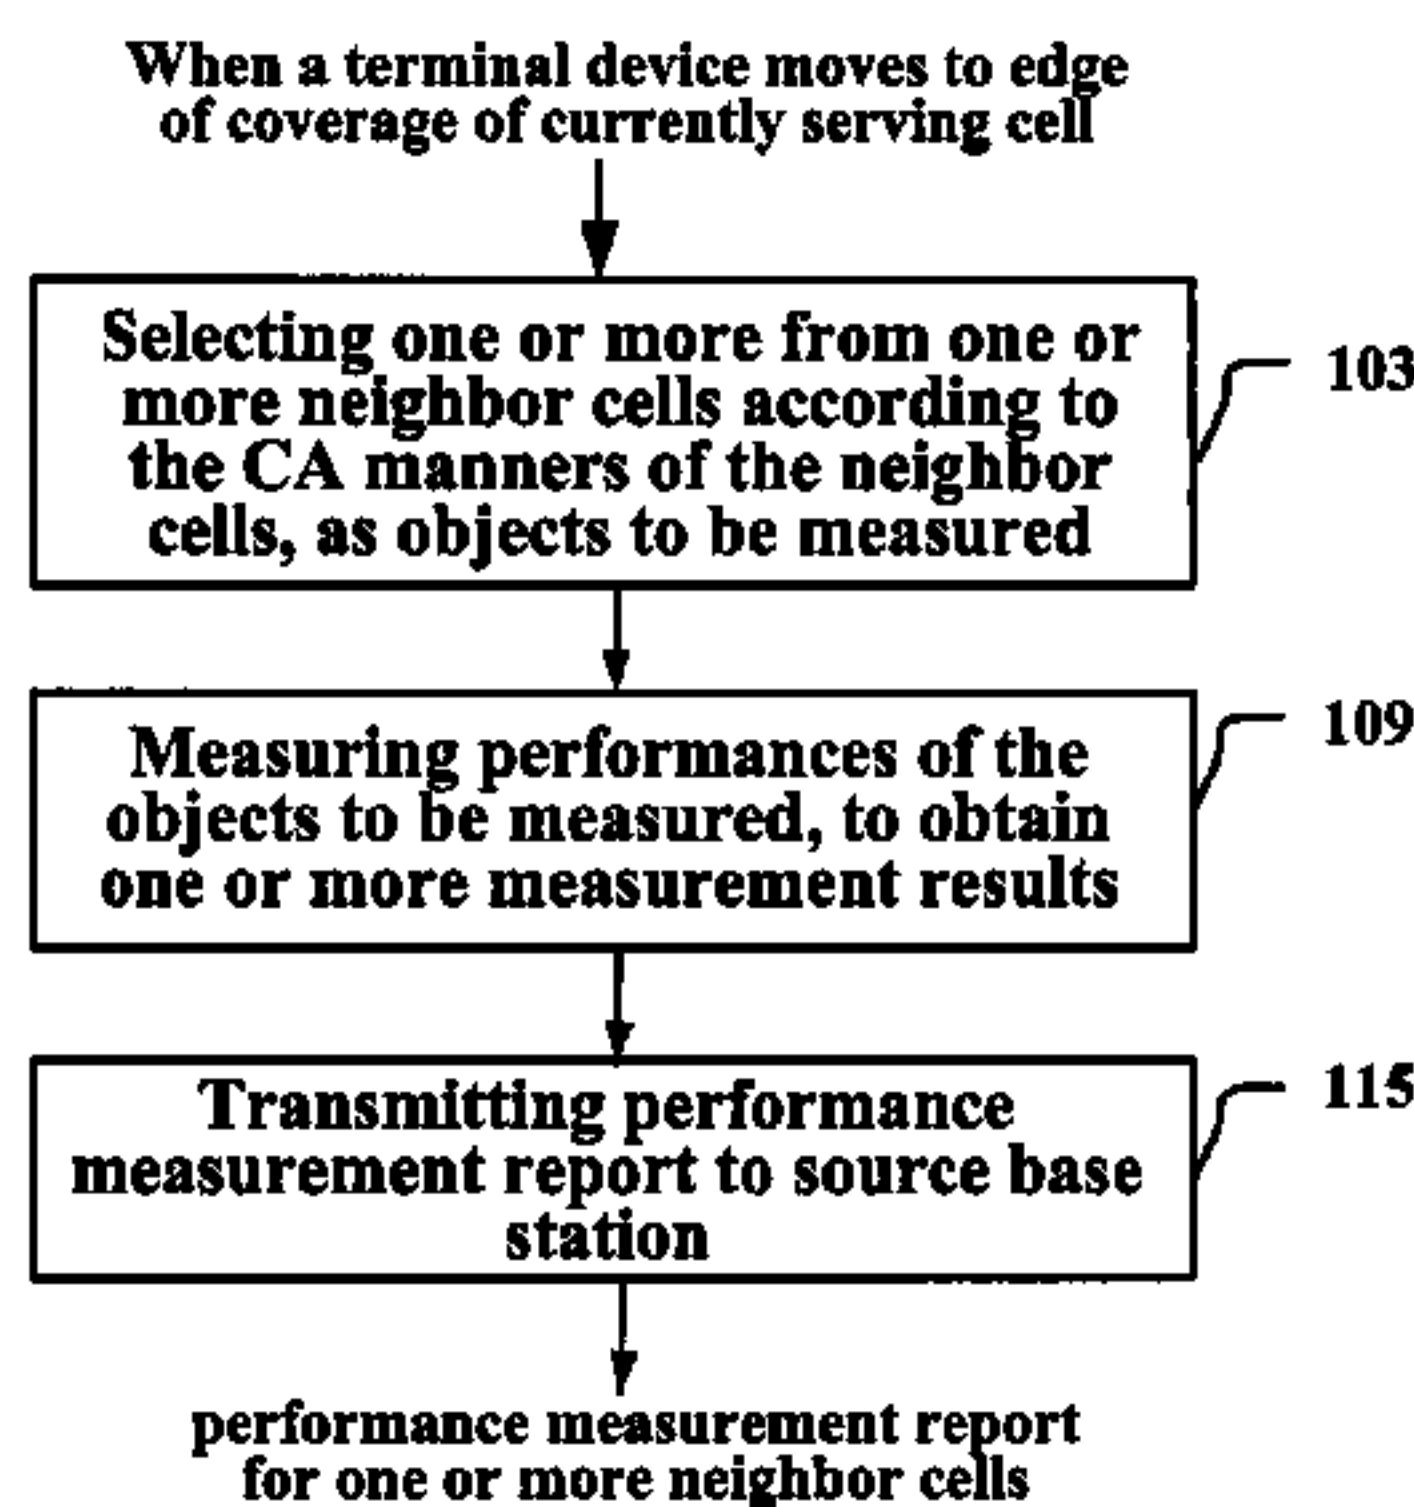 When a terminal device moves to edge
of coverage of currently serving cell
Selecting one or more from one or
more neighbor cells according to
the CA manners of the neighbor
cells, as objects to be measured
103
Measuring performances of the
objects to be measured, to obtain
one or more measurement results
109
Transmitting performance
measurement report to source base
station
115
performance measurement report
for one or more neighbor cells